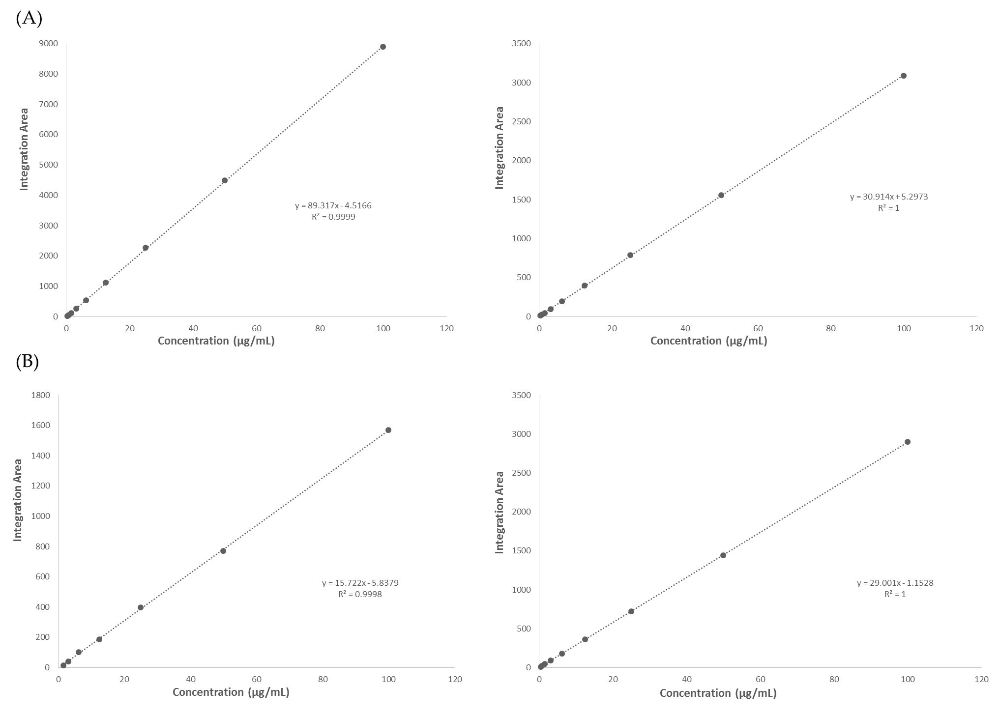 (A)
9000
8000
7000
6000
5000
4000
3000
2000
1000
0
Integration Area
y = 89.317x - 4.5166
R² = 0.9999
0 20 40 60 80 100 120
Concentration (µg/mL)
3500
3000
2500
2000
1500
1000
500
0
Integration Area
y = 30.914x + 5.2973
R² = 1
0 20 40 60 80 100 120
Concentration (µg/mL)
(B)
1800
1600
1400
1200
1000
800
600
400
200
0
Integration Area
y = 15.722x - 5.8379
R² = 0.9998
0 20 40 60 80 100 120
Concentration (µg/mL)
3500
3000
2500
2000
1500
1000
500
0
Integration Area
y = 29.001x - 1.1528
R² = 1
0 20 40 60 80 100 120
Concentration (µg/mL)